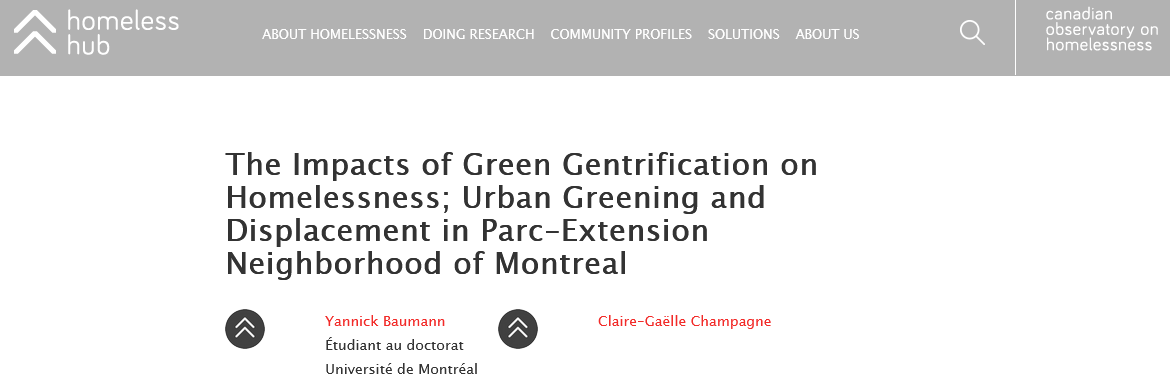 homeless
hub
ABOUT HOMELESSNESS DOING RESEARCH COMMUNITY PROFILES SOLUTIONS ABOUT US
canadian
observatory on
homelessness
The Impacts of Green Gentrification on
Homelessness; Urban Greening and
Displacement in Parc-Extension
Neighborhood of Montreal
Yannick Baumann
Étudiant au doctorat
Université de Montréal
Claire-Gaëlle Champagne